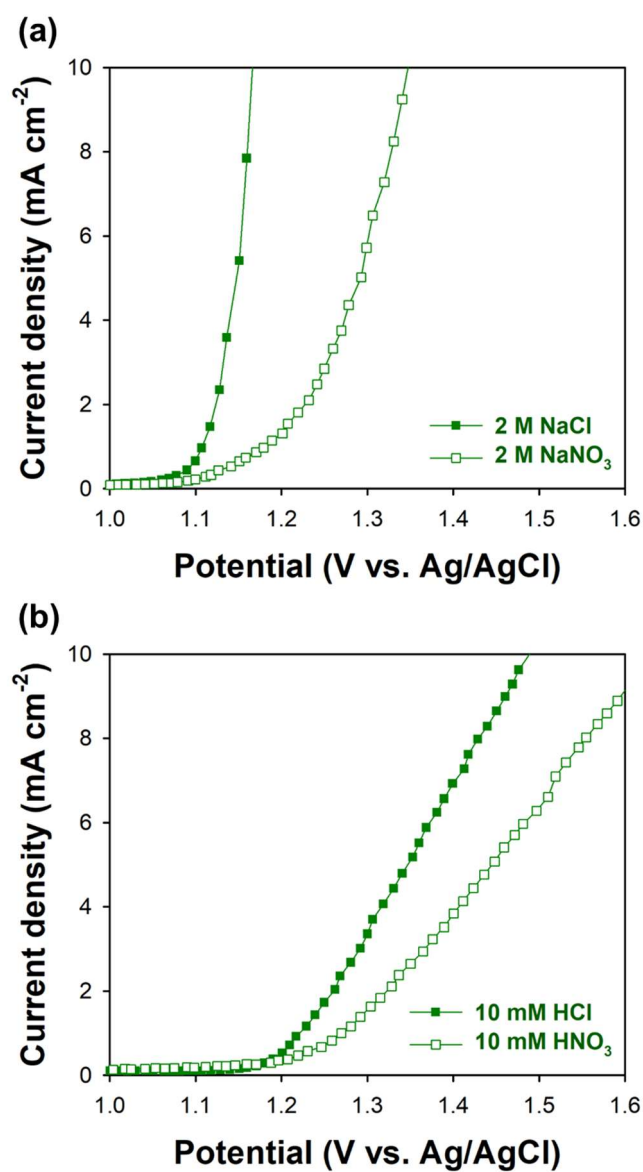 (a)
Current density (mA cm⁻²)
10
8
6
4
2
0
2 M NaCl
2 M NaNO₃
1.0 1.1 1.2 1.3 1.4 1.5 1.6
Potential (V vs. Ag/AgCl)
(b)
Current density (mA cm⁻²)
10
8
6
4
2
0
10 mM HCl
10 mM HNO₃
1.0 1.1 1.2 1.3 1.4 1.5 1.6
Potential (V vs. Ag/AgCl)